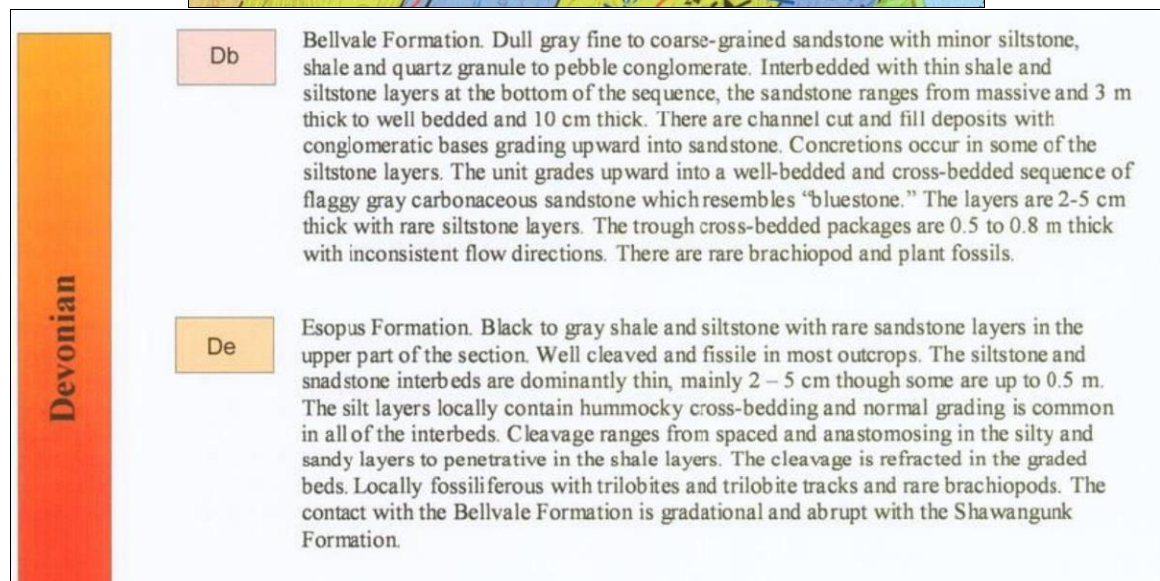 Db
Bellvale Formation. Dull gray fine to coarse-grained sandstone with minor siltstone,
shale and quartz granule to pebble conglomerate. Interbedded with thin shale and
siltstone layers at the bottom of the sequence, the sandstone ranges from massive and 3 m
thick to well bedded and 10 cm thick. There are channel cut and fill deposits with
conglomeratic bases grading upward into sandstone. Concretions occur in some of the
siltstone layers. The unit grades upward into a well-bedded and cross-bedded sequence of
flaggy gray carbonaceous sandstone which resembles “bluestone.” The layers are 2-5 cm
thick with rare siltstone layers. The trough cross-bedded packages are 0.5 to 0.8 m thick
with inconsistent flow directions. There are rare brachiopod and plant fossils.
Devonian
De
Esopus Formation. Black to gray shale and siltstone with rare sandstone layers in the
upper part of the section. Well cleaved and fissile in most outcrops. The siltstone and
snadstone interbeds are dominantly thin, mainly 2 – 5 cm though some are up to 0.5 m.
The silt layers locally contain hummocky cross-bedding and normal grading is common
in all of the interbeds. Cleavage ranges from spaced and anastomosing in the silty and
sandy layers to penetrative in the shale layers. The cleavage is refracted in the graded
beds. Locally fossiliferous with trilobites and trilobite tracks and rare brachiopods. The
contact with the Bellvale Formation is gradational and abrupt with the Shawangunk
Formation.